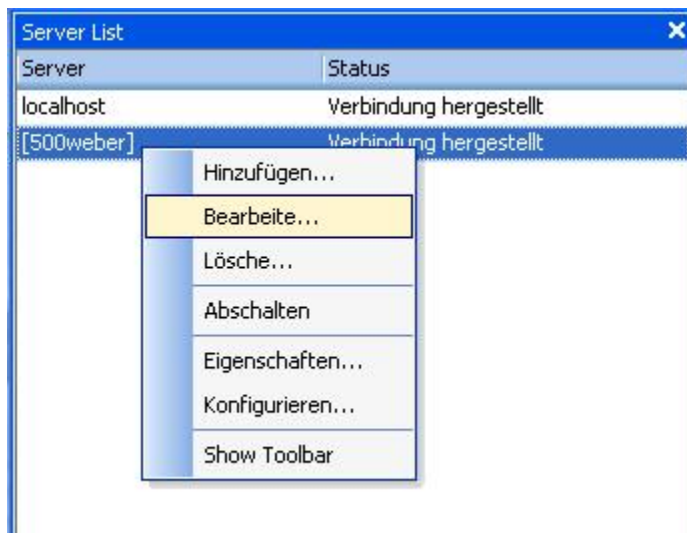 Server List
Server Status
localhost Verbindung hergestellt
[500weber] Verbindung hergestellt
Hinzufügen...
Bearbeite...
Lösche...
Abschalten
Eigenschaften...
Konfigurieren...
Show Toolbar